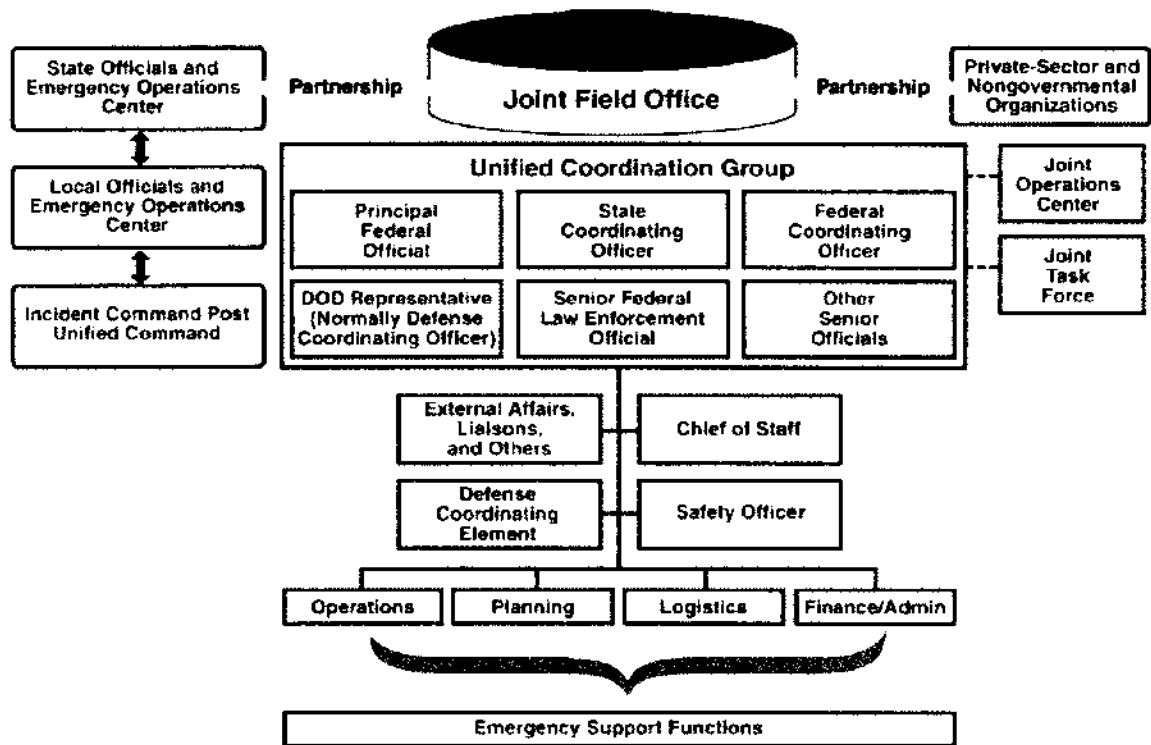 State Officials and
Emergency Operations
Center
Partnership
Joint Field Office
Partnership
Private-Sector and
Nongovernmental
Organizations
Local Officials and
Emergency Operations
Center
Incident Command Post
Unified Command
Unified Coordination Group
Principal
Federal
Official
State
Coordinating
Officer
Federal
Coordinating
Officer
DOD Representative
(Normally Defense
Coordinating Officer)
Senior Federal
Law Enforcement
Official
Other
Senior
Officials
Joint
Operations
Center
Joint
Task
Force
External Affairs,
Liaisons,
and Others
Chief of Staff
Defense
Coordinating
Element
Safety Officer
Operations
Planning
Logistics
Finance/Admin
Emergency Support Functions